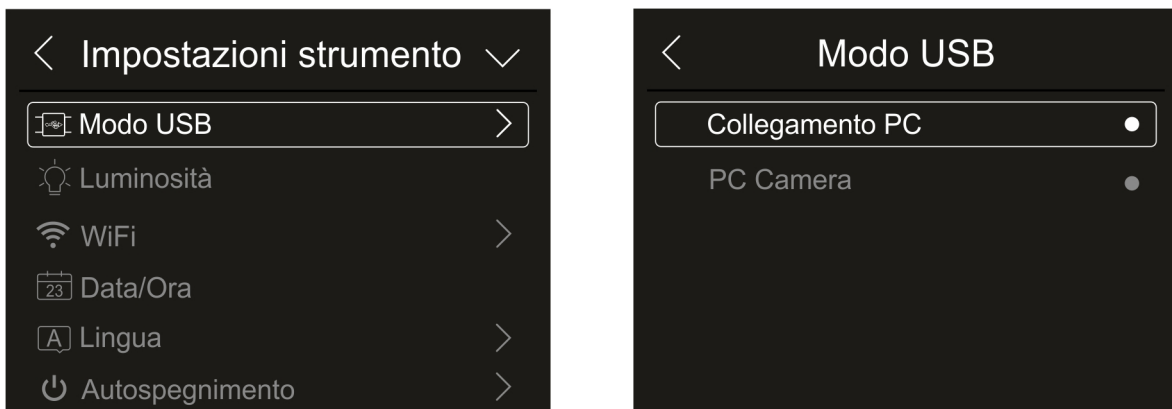 Impostazioni strumento
Modo USB
Luminosità
WiFi
23 Data/Ora
A Lingua
Autospegnimento
Modo USB
Collegamento PC
PC Camera